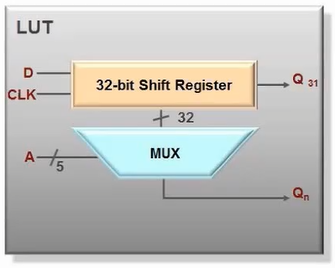 LUT
D
CLK
32-bit Shift Register
Q 31
32
A
5
MUX
Qn